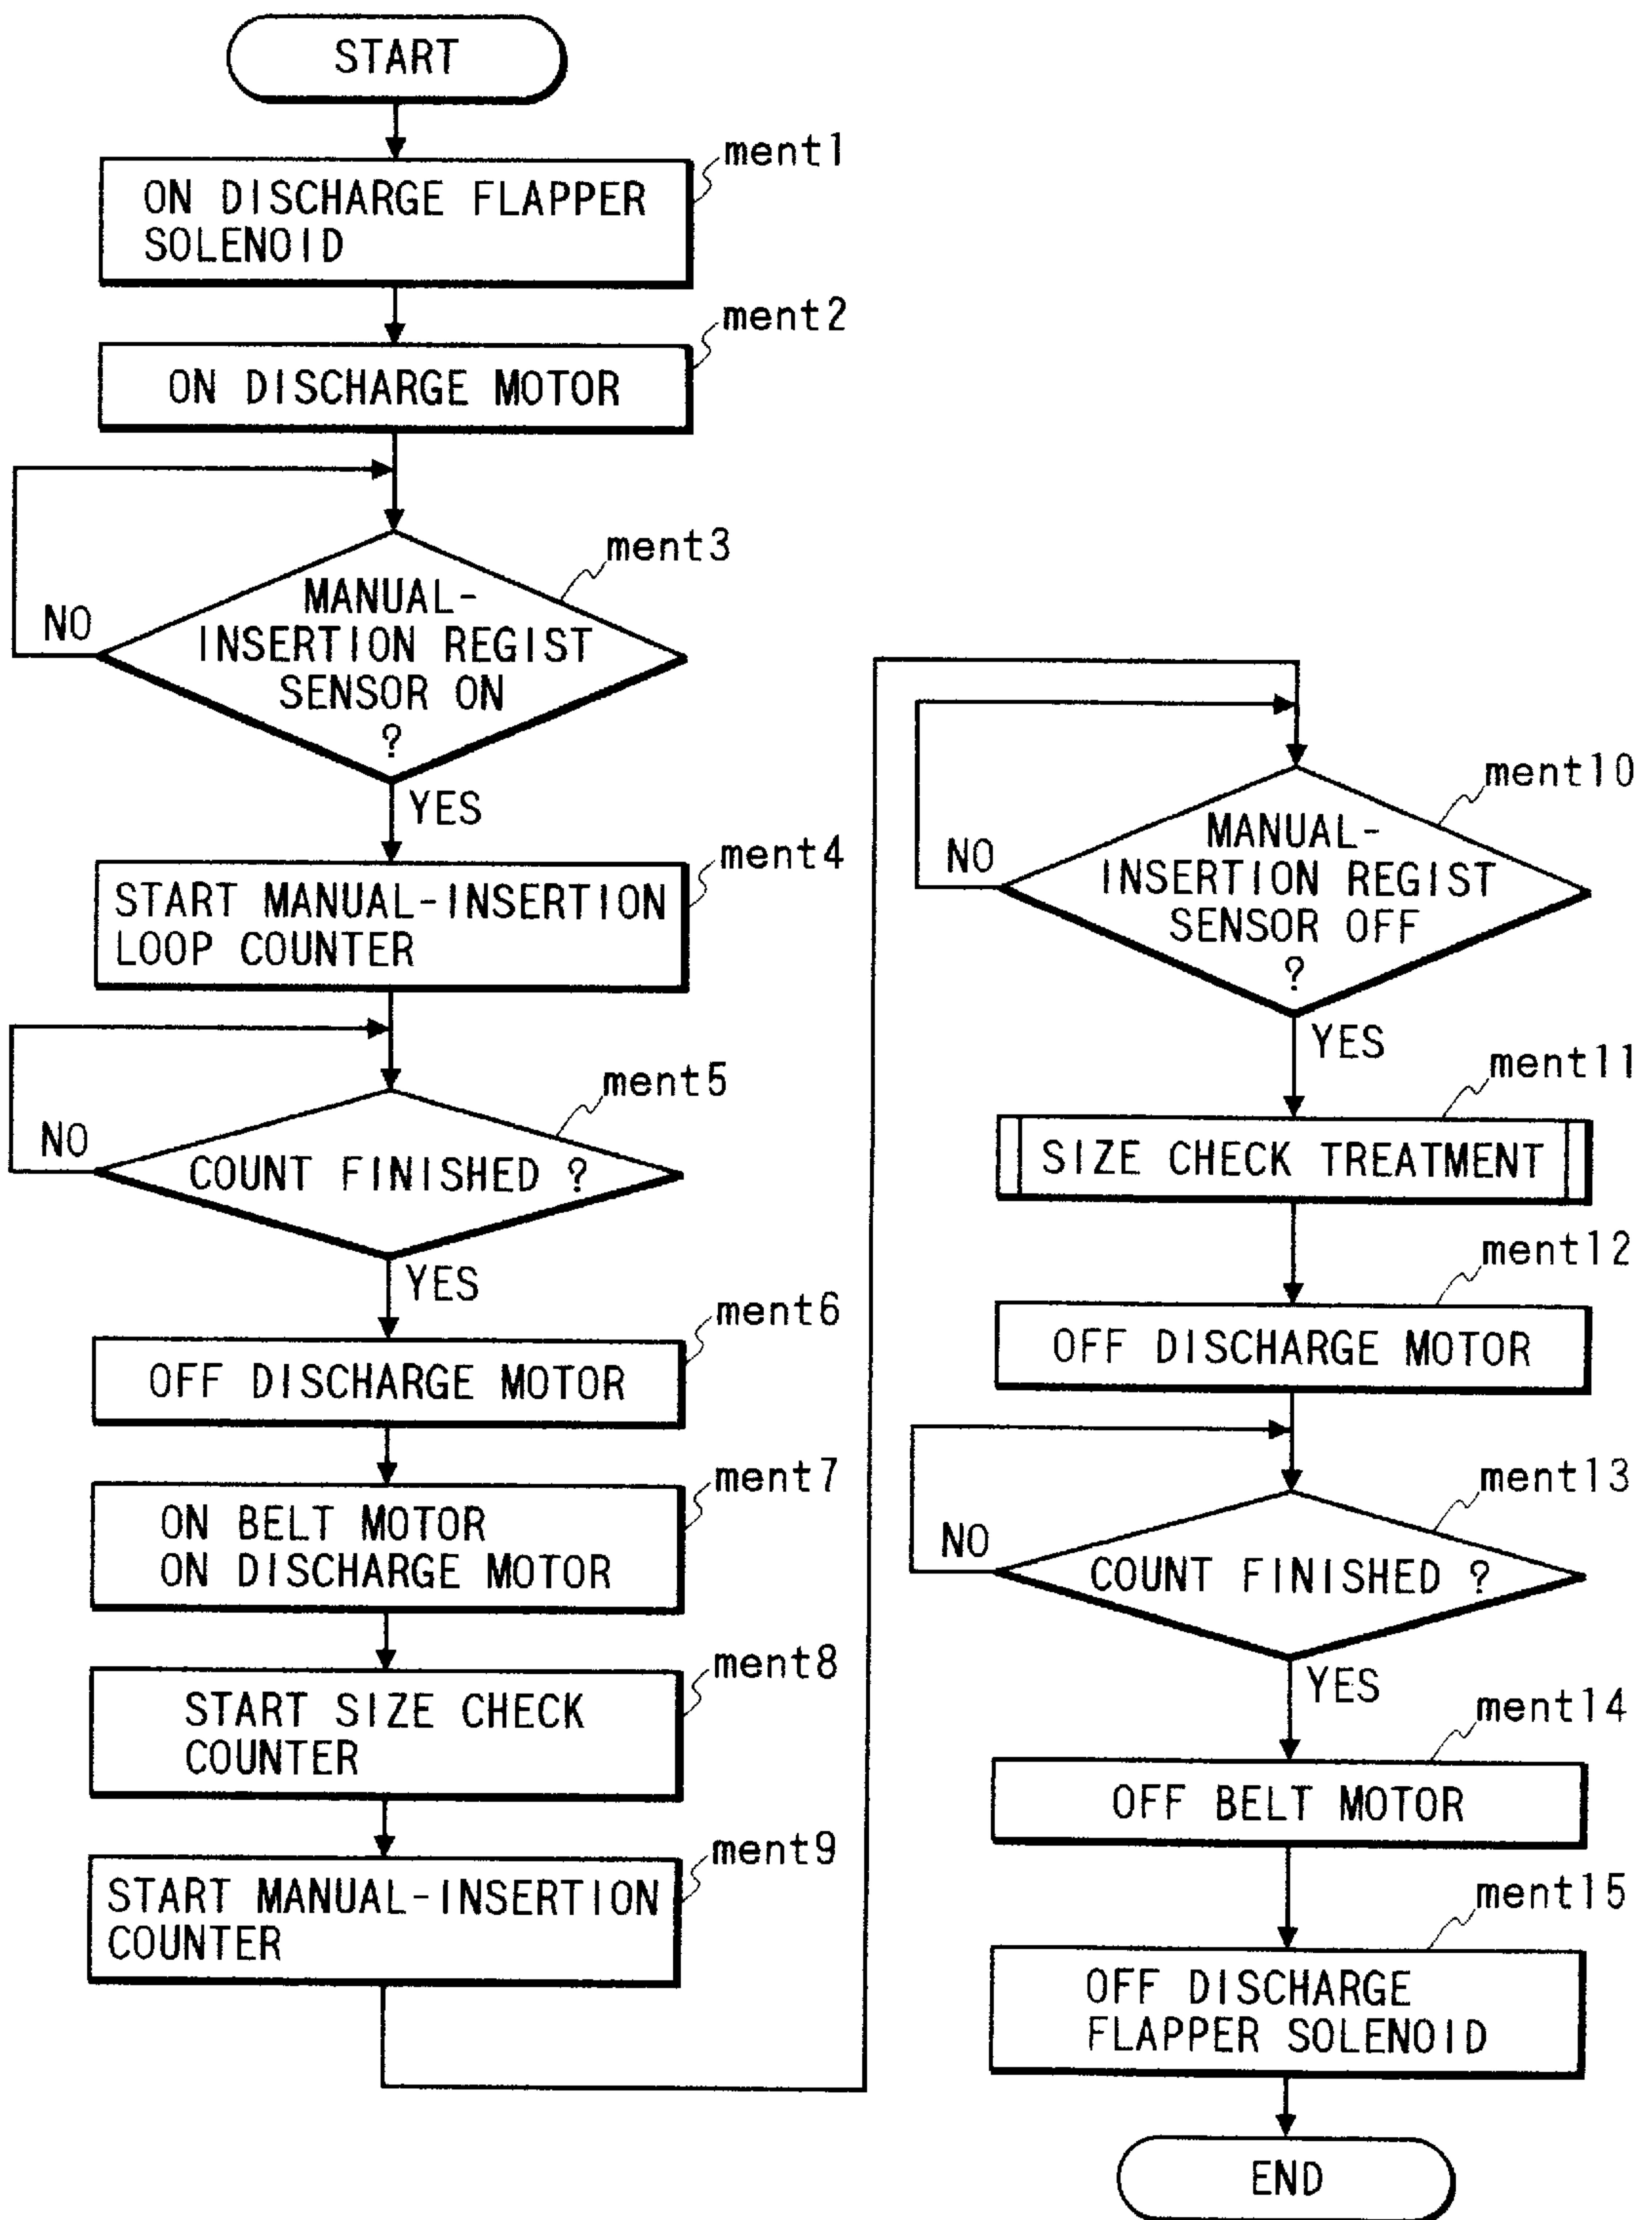 START
ment1
ON DISCHARGE FLAPPER
SOLENOID
ment2
ON DISCHARGE MOTOR
ment3
MANUAL-
INSERTION REGIST
SENSOR ON
?
NO
YES
ment4
START MANUAL-INSERTION
LOOP COUNTER
ment5
COUNT FINISHED ?
NO
YES
ment6
OFF DISCHARGE MOTOR
ment7
ON BELT MOTOR
ON DISCHARGE MOTOR
ment8
START SIZE CHECK
COUNTER
ment9
START MANUAL-INSERTION
COUNTER
ment10
MANUAL-
INSERTION REGIST
SENSOR OFF
?
NO
YES
ment11
SIZE CHECK TREATMENT
ment12
OFF DISCHARGE MOTOR
ment13
COUNT FINISHED ?
NO
YES
ment14
OFF BELT MOTOR
ment15
OFF DISCHARGE
FLAPPER SOLENOID
END